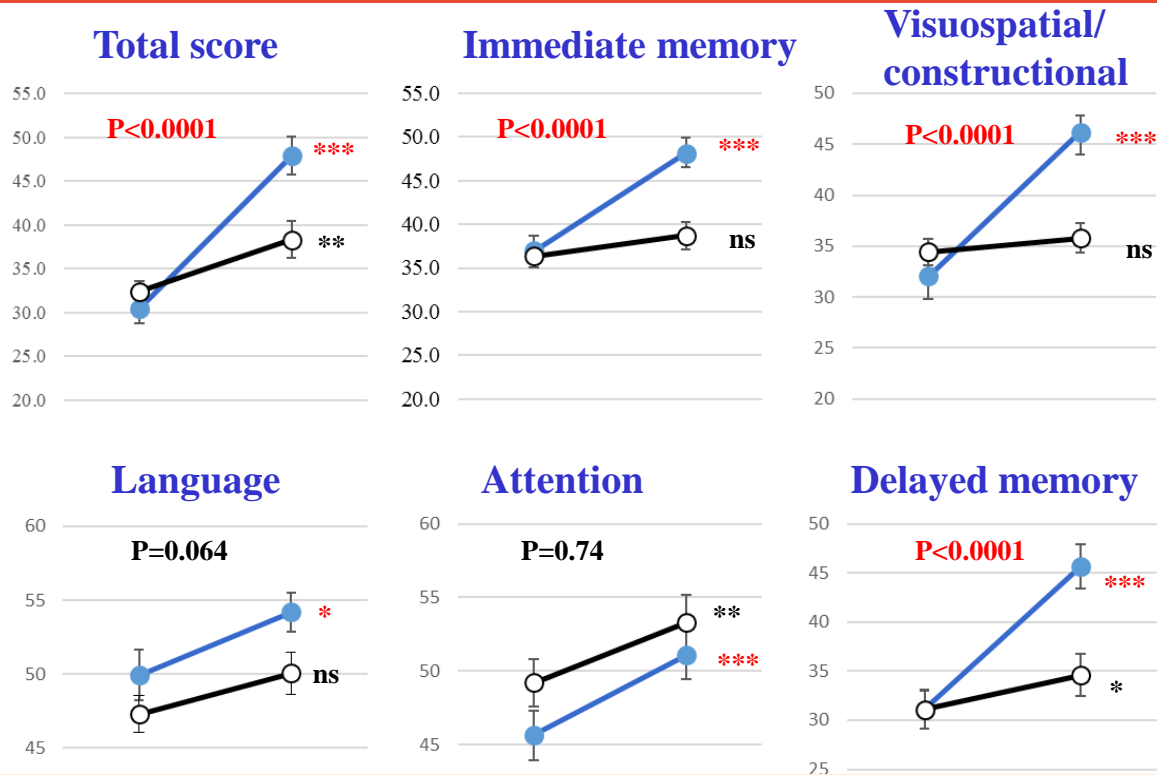 Total score
55.0
50.0
45.0
40.0
35.0
30.0
25.0
20.0
P<0.0001
***
**
Immediate memory
55.0
50.0
45.0
40.0
35.0
30.0
25.0
20.0
P<0.0001
***
ns
Visuospatial/
constructional
50
45
40
35
30
25
20
P<0.0001
***
ns
Language
60
55
50
45
P=0.064
*
ns
Attention
60
55
50
45
P=0.74
**
***
Delayed memory
50
45
40
35
30
25
P<0.0001
***
*